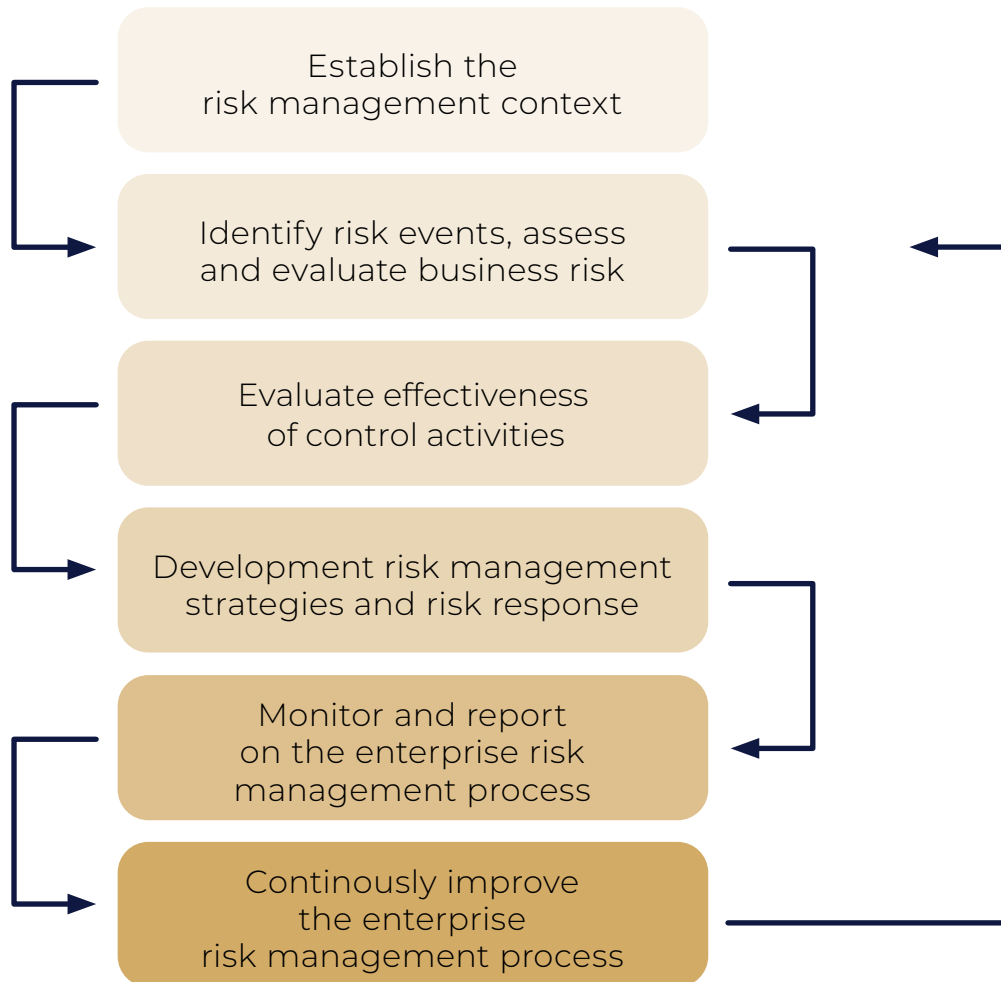 Establish the
risk management context
Identify risk events, assess
and evaluate business risk
Evaluate effectiveness
of control activities
Development risk management
strategies and risk response
Monitor and report
on the enterprise risk
management process
Continously improve
the enterprise
risk management process